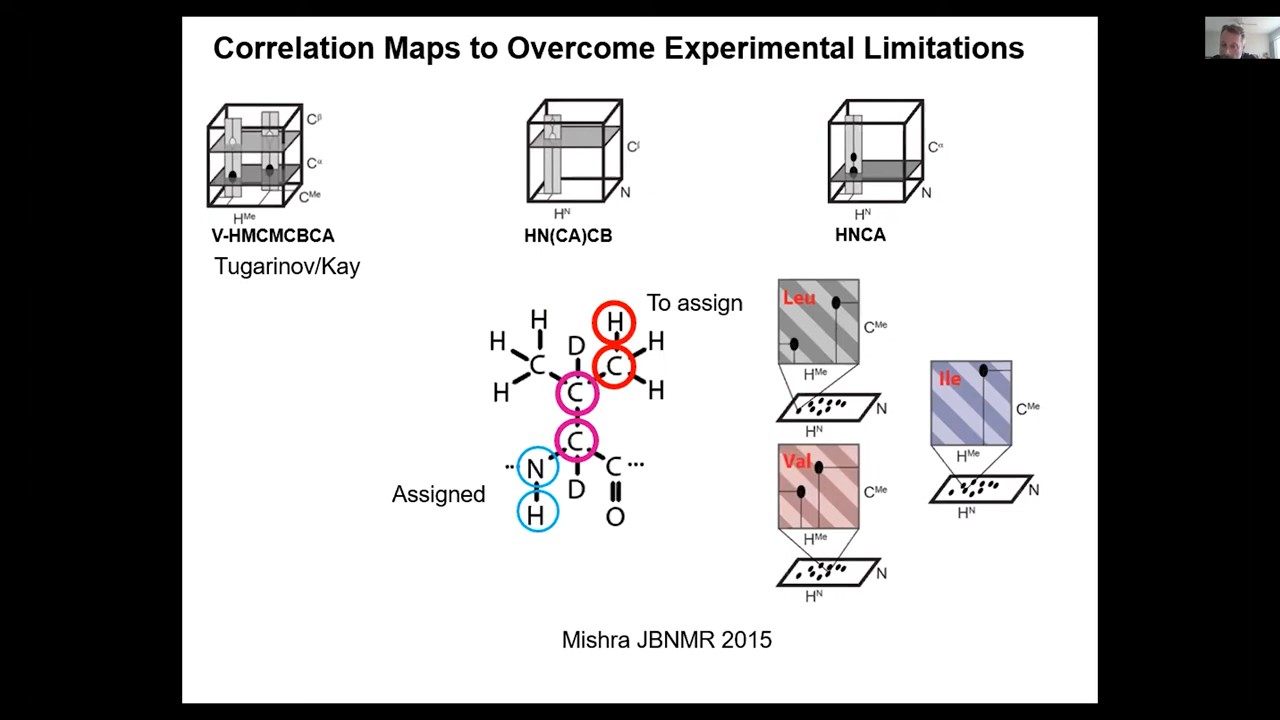 Correlation Maps to Overcome Experimental Limitations
Cβ
Cα
CMe
HMe
V-HMCMCBCA
Tugarinov/Kay
Cβ
N
HN
HN(CA)CB
Cα
N
HN
HNCA
To assign
H
H
H
H
D
C
C
H
H
C
C
N
C
D
H
O
Assigned
Leu
CMe
HMe
N
HN
Ile
CMe
HMe
N
HN
Val
CMe
HMe
N
HN
Mishra JBNMR 2015